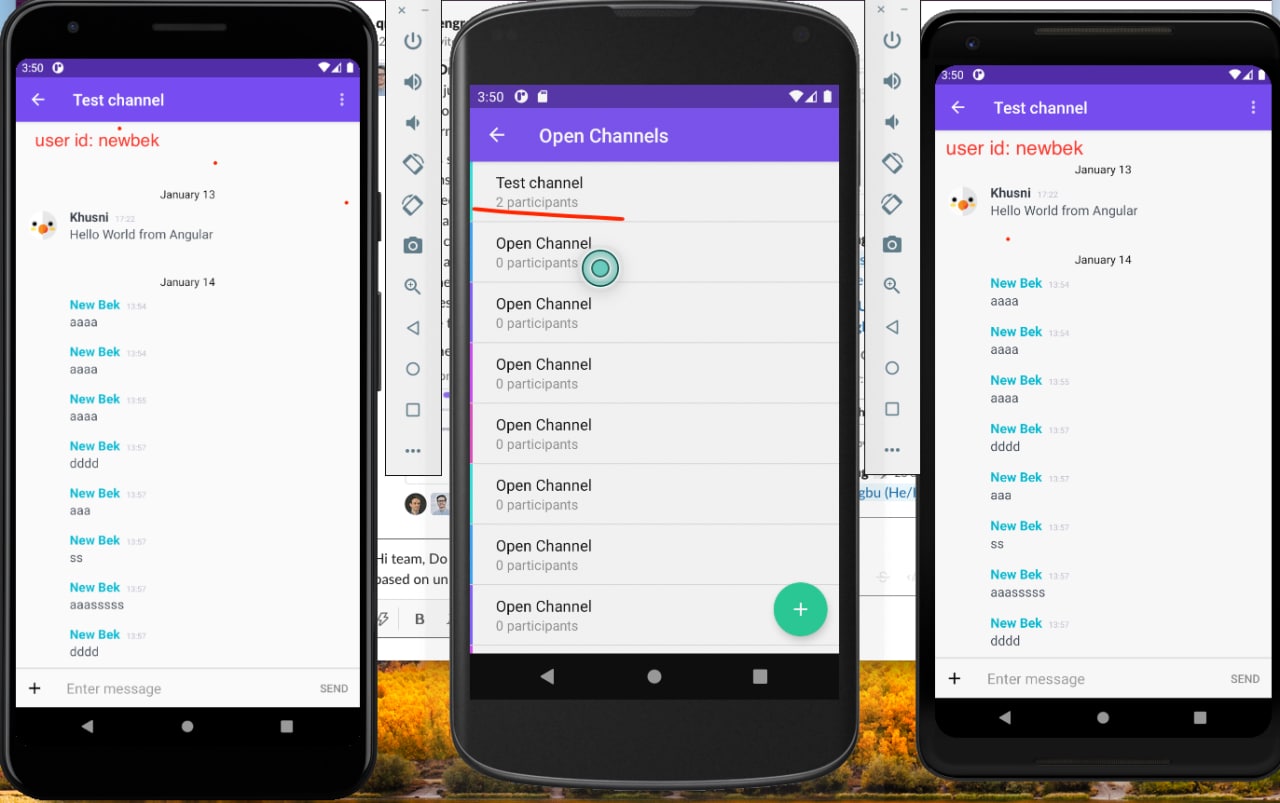 3:50
Test channel
user id: newbek
January 13
Khusni 17:22
Hello World from Angular
January 14
New Bek 13:54
aaaa
New Bek 13:54
aaaa
New Bek 13:55
aaaa
New Bek 13:57
dddd
New Bek 13:57
aaa
New Bek 13:57
ss
New Bek 13:57
aaasssss
New Bek 13:57
dddd
Enter message
SEND
Hi team, Do
based on un
B
3:50
Open Channels
Test channel
2 participants
Open Channel
0 participants
Open Channel
0 participants
Open Channel
0 participants
Open Channel
0 participants
Open Channel
0 participants
Open Channel
0 participants
Open Channel
0 participants
+
gbu (He/
3:50
Test channel
user id: newbek
January 13
Khusni 17:22
Hello World from Angular
January 14
New Bek 13:54
aaaa
New Bek 13:54
aaaa
New Bek 13:55
aaaa
New Bek 13:57
dddd
New Bek 13:57
aaa
New Bek 13:57
ss
New Bek 13:57
aaasssss
New Bek 13:57
dddd
Enter message
SEND